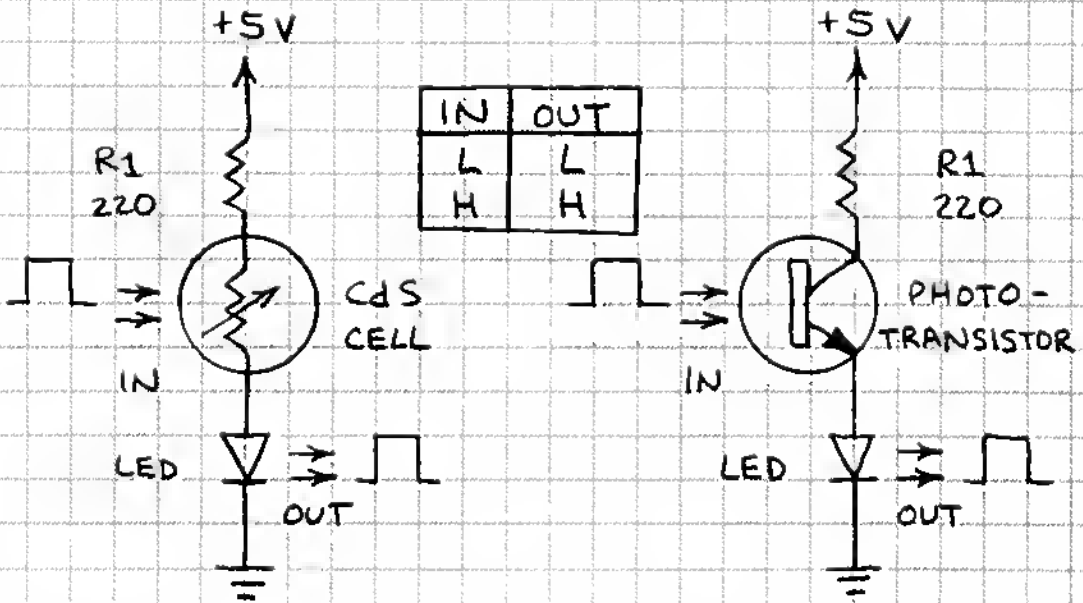 +5V
R1
220
CdS
CELL
IN
LED
OUT
IN OUT
L L
H H
+5V
R1
220
PHOTO-
TRANSISTOR
IN
LED
OUT